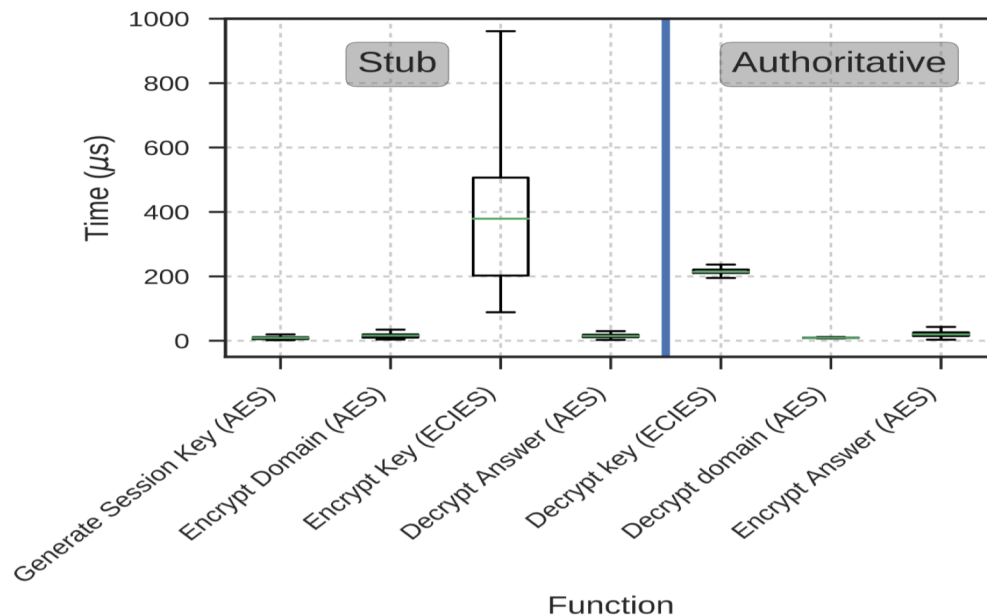 1000
800
600
400
200
0
Time (μs)
Stub
Authoritative
Generate Session Key (AES)
Encrypt Domain (AES)
Encrypt Key (ECIES)
Decrypt Answer (AES)
Decrypt key (ECIES)
Decrypt domain (AES)
Encrypt Answer (AES)
Function